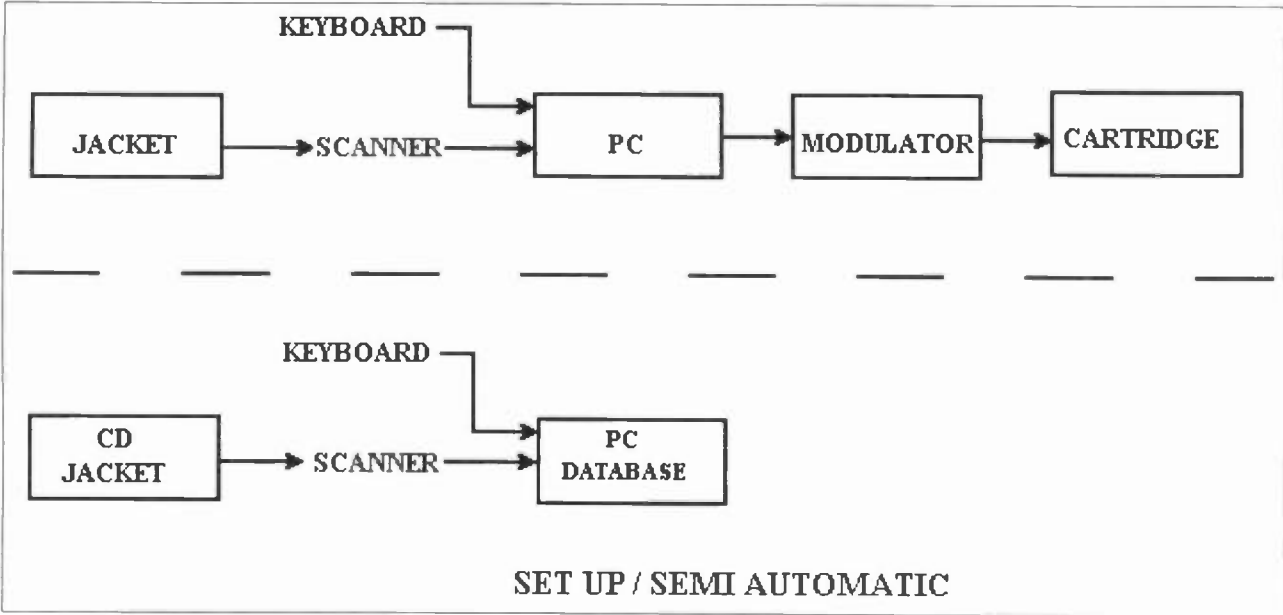 KEYBOARD
JACKET
SCANNER
PC
MODULATOR
CARTRIDGE
KEYBOARD
CD
JACKET
SCANNER
PC
DATABASE
SET UP / SEMI AUTOMATIC